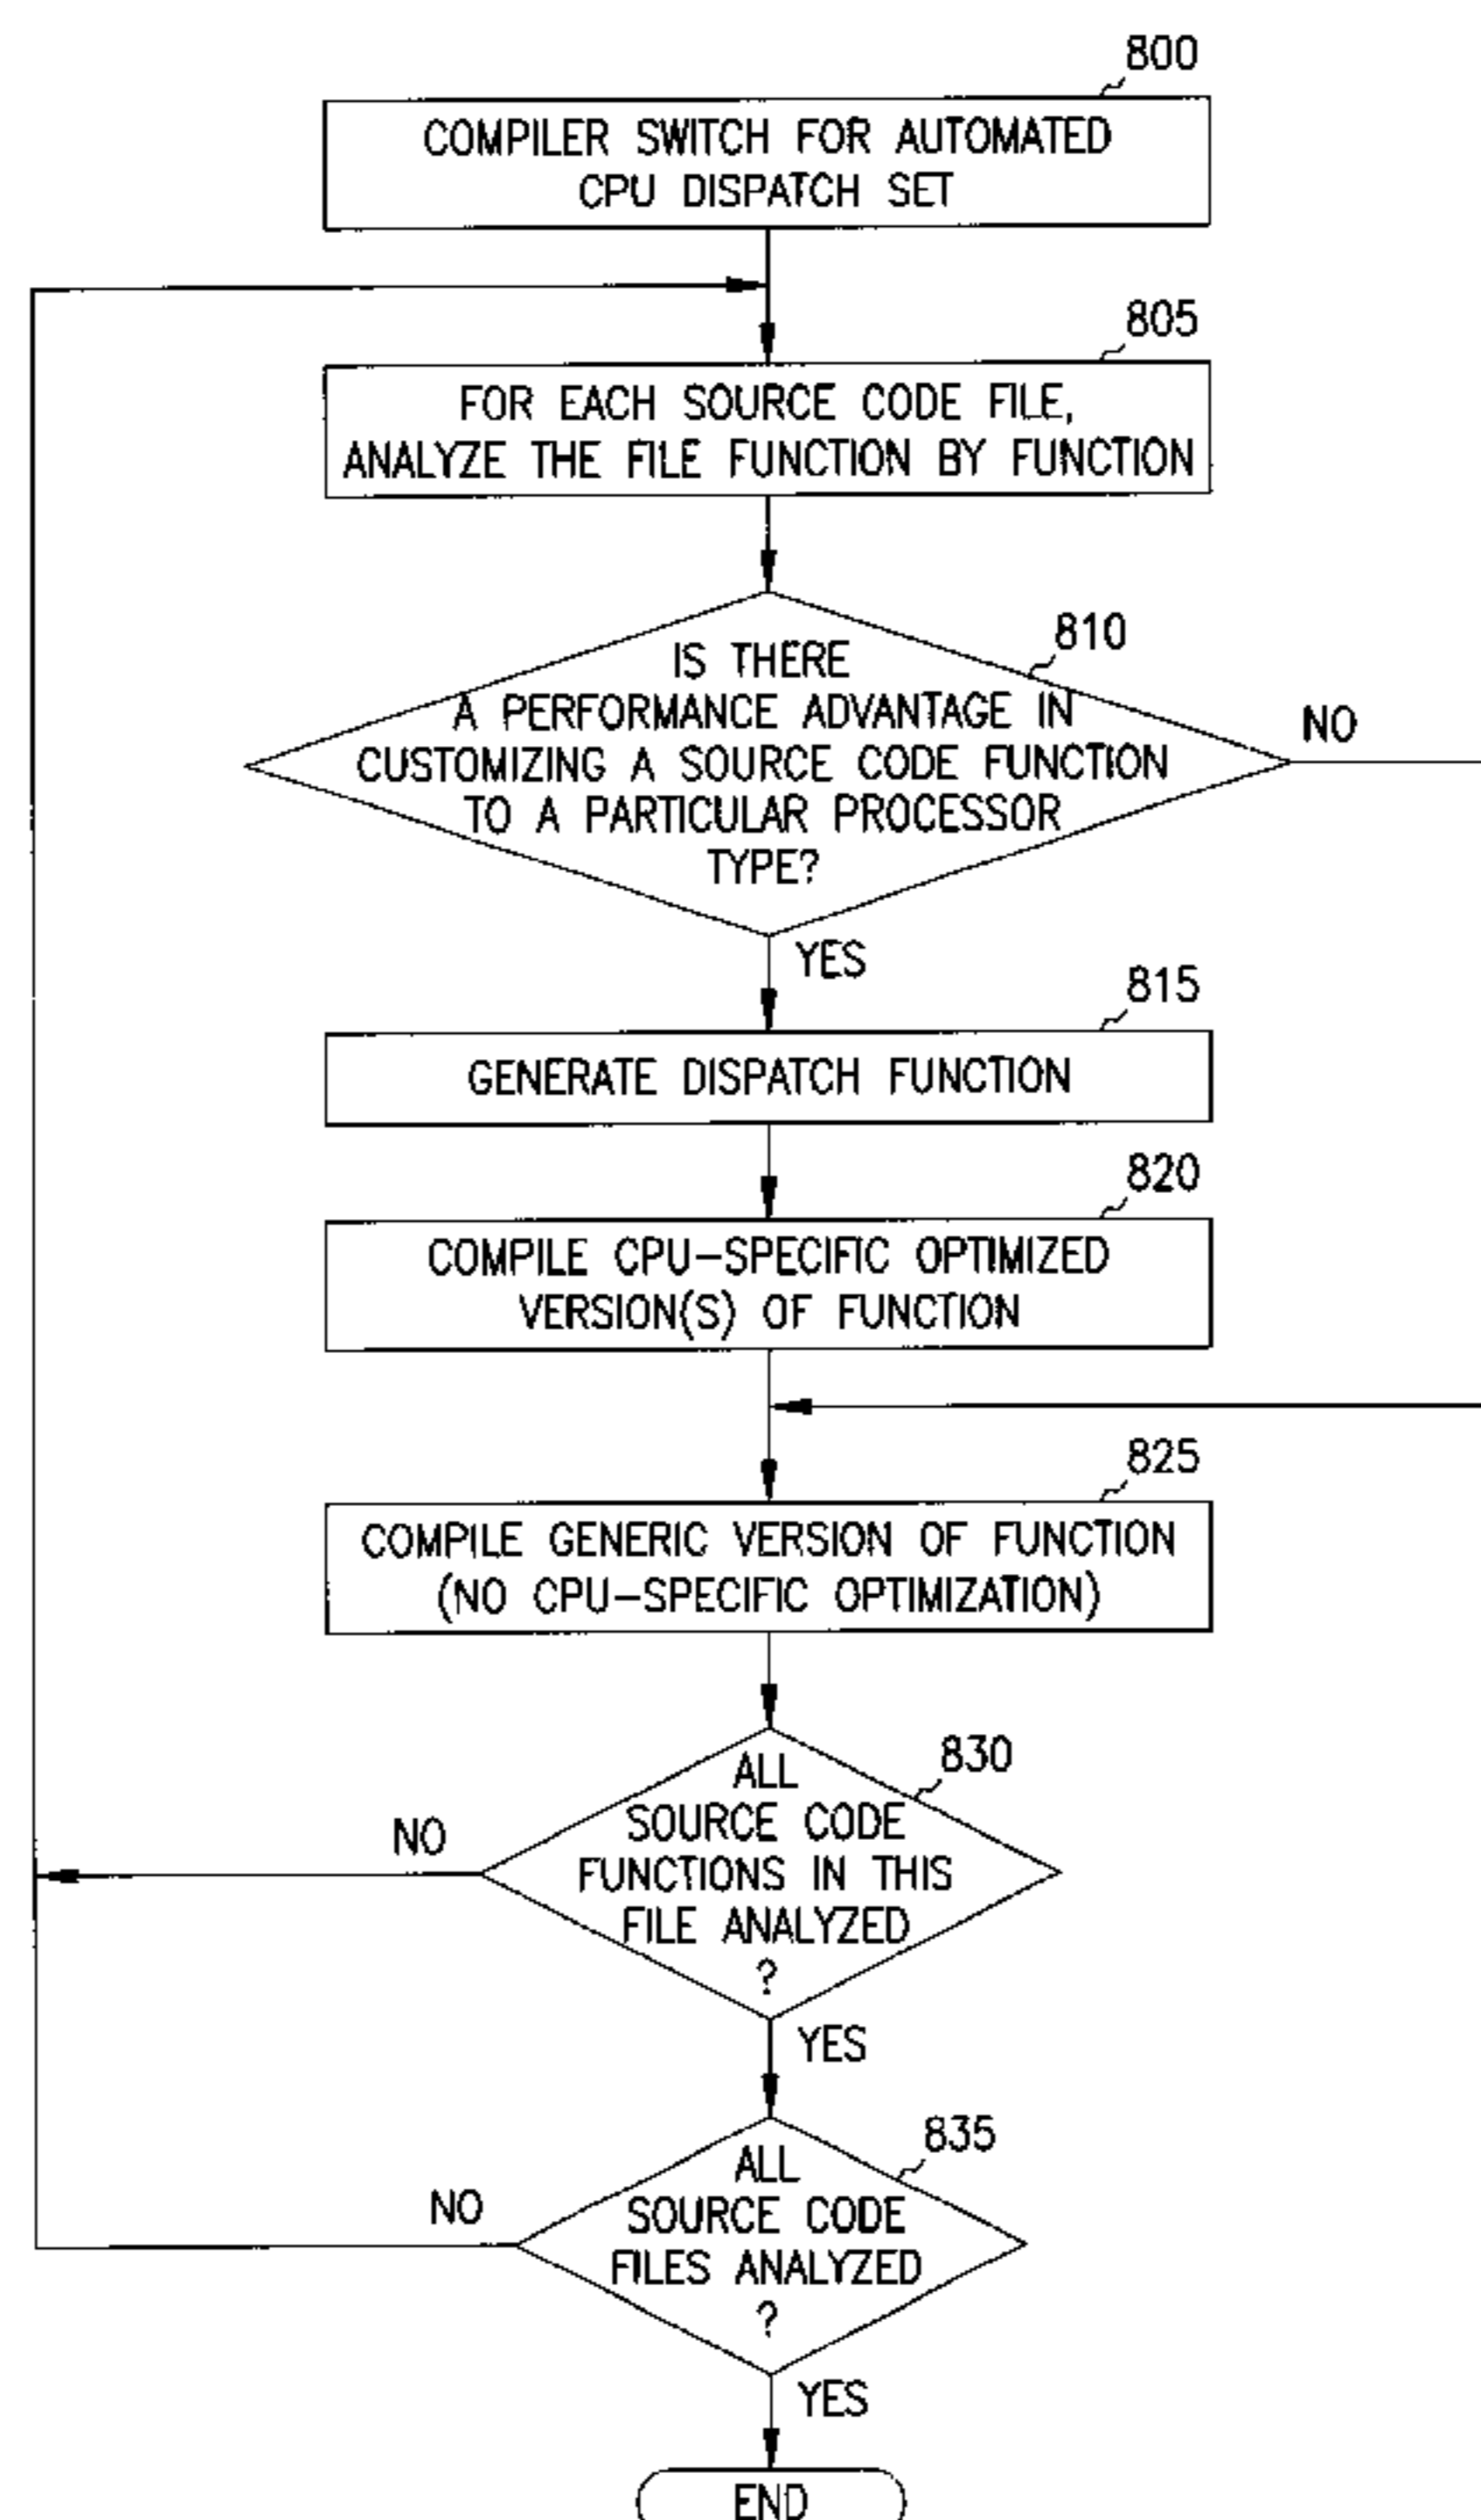 800
COMPILER SWITCH FOR AUTOMATED
CPU DISPATCH SET
805
FOR EACH SOURCE CODE FILE,
ANALYZE THE FILE FUNCTION BY FUNCTION
810
IS THERE
A PERFORMANCE ADVANTAGE IN
CUSTOMIZING A SOURCE CODE FUNCTION
TO A PARTICULAR PROCESSOR
TYPE?
NO
YES
815
GENERATE DISPATCH FUNCTION
820
COMPILE CPU-SPECIFIC OPTIMIZED
VERSION(S) OF FUNCTION
825
COMPILE GENERIC VERSION OF FUNCTION
(NO CPU-SPECIFIC OPTIMIZATION)
830
ALL
SOURCE CODE
FUNCTIONS IN THIS
FILE ANALYZED
?
NO
YES
835
ALL
SOURCE CODE
FILES ANALYZED
?
NO
YES
END